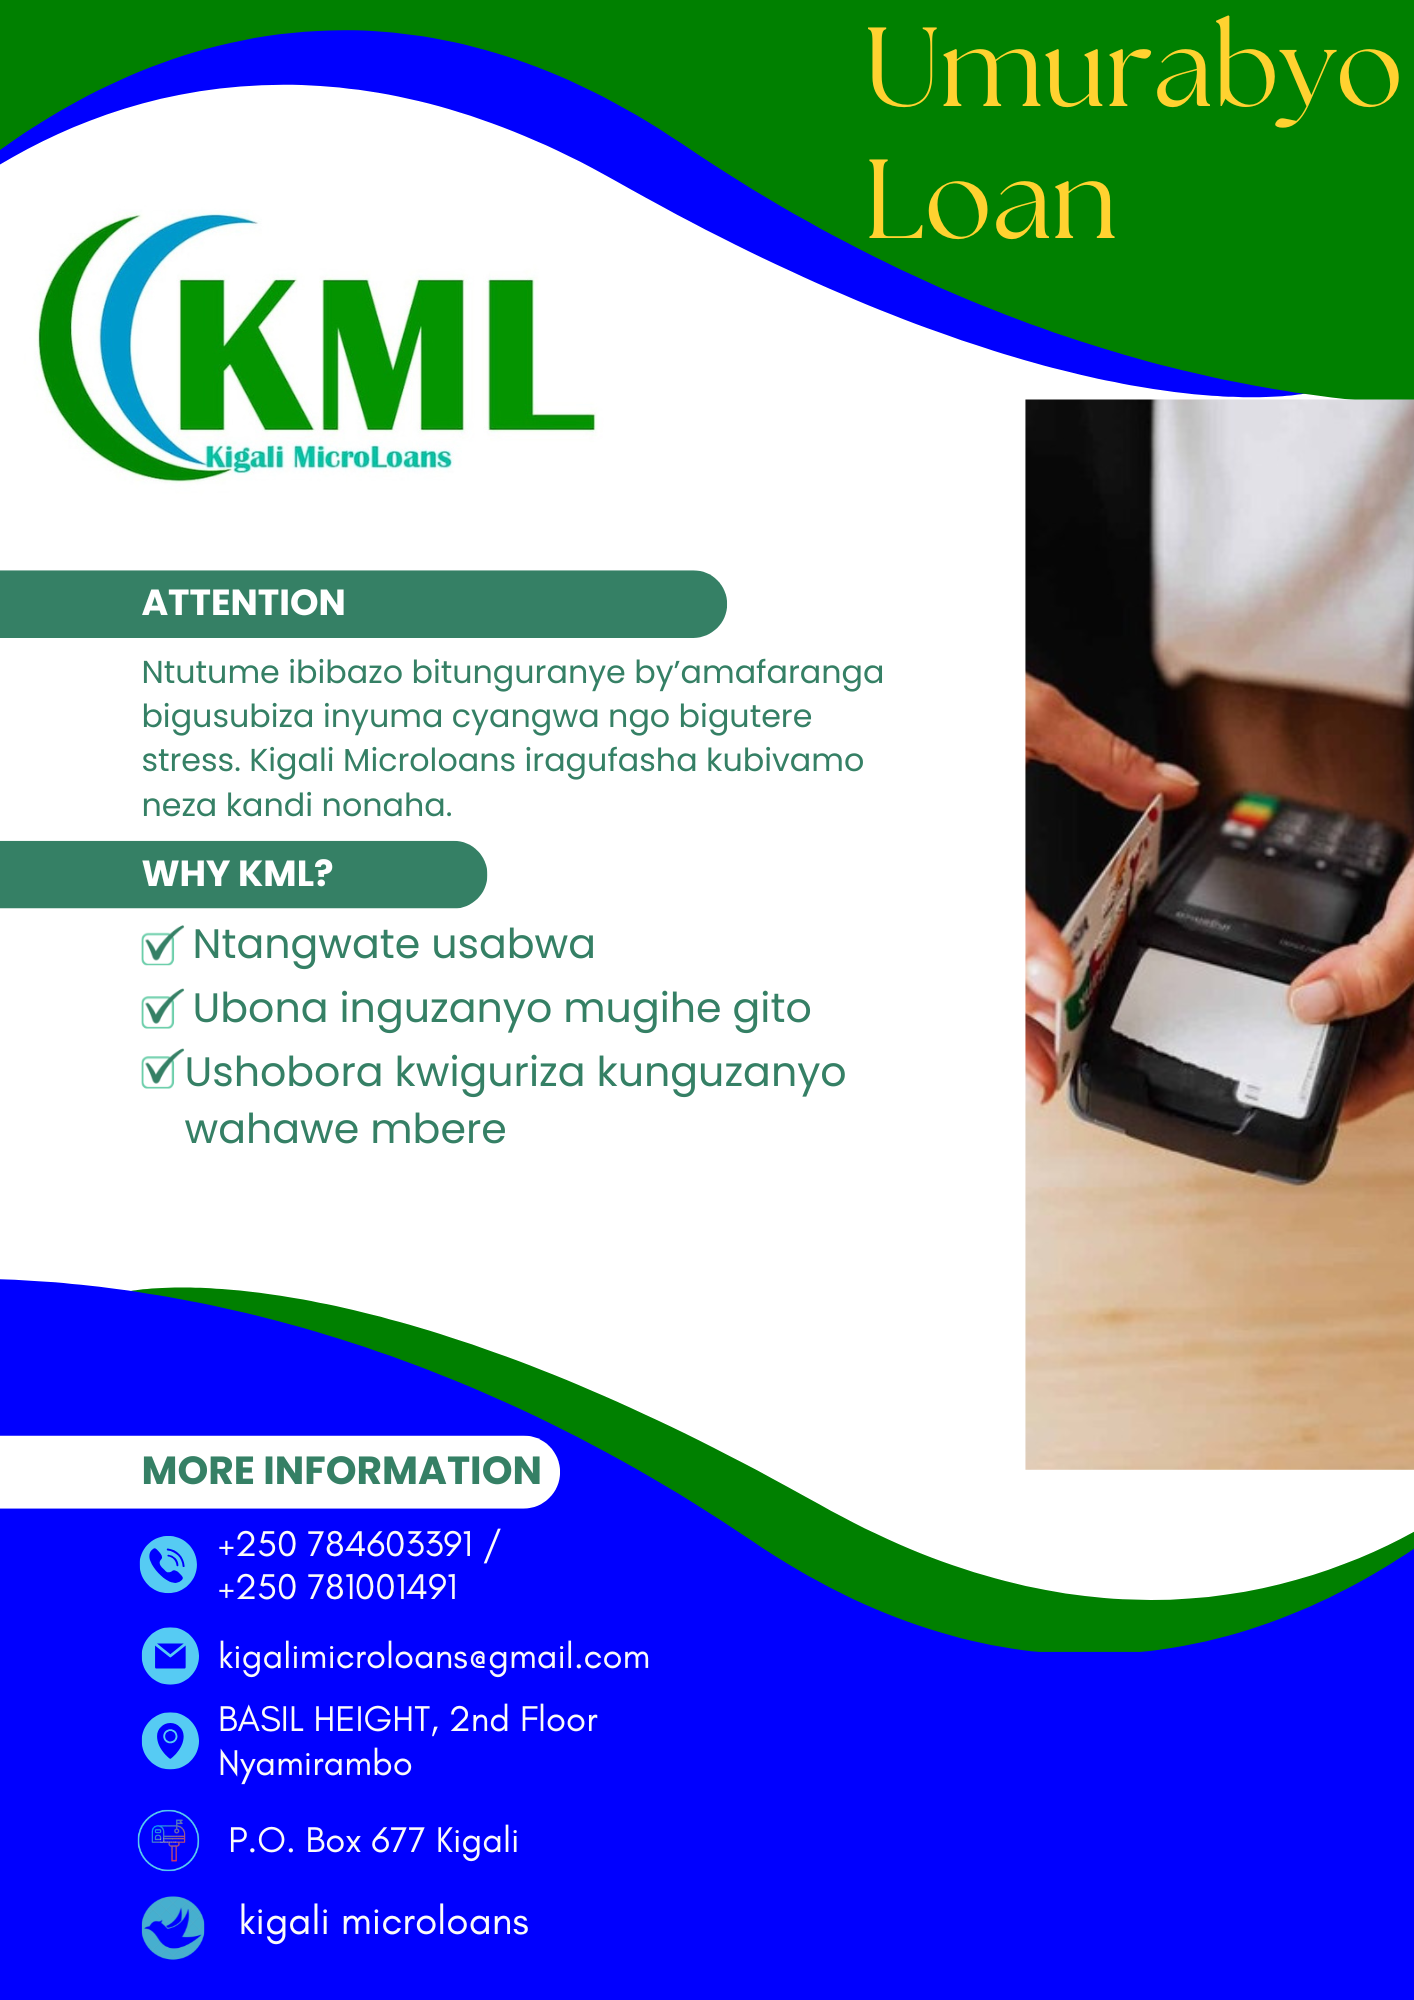 Umurabyo
Loan
KML
Kigali MicroLoans
ATTENTION
Ntutume ibibazo bitunguranye by’amafaranga
bigusubiza inyuma cyangwa ngo bigutere
stress. Kigali Microloans iragufasha kubivamo
neza kandi nonaha.
WHY KML?
Ntangwate usabwa
Ubona inguzanyo mugihe gito
Ushobora kwiguriza kunguzanyo
wahawe mbere
MORE INFORMATION
+250 784603391 /
+250 781001491
kigalimicroloans@gmail.com
BASIL HEIGHT, 2nd Floor
Nyamirambo
P.O. Box 677 Kigali
kigali microloans